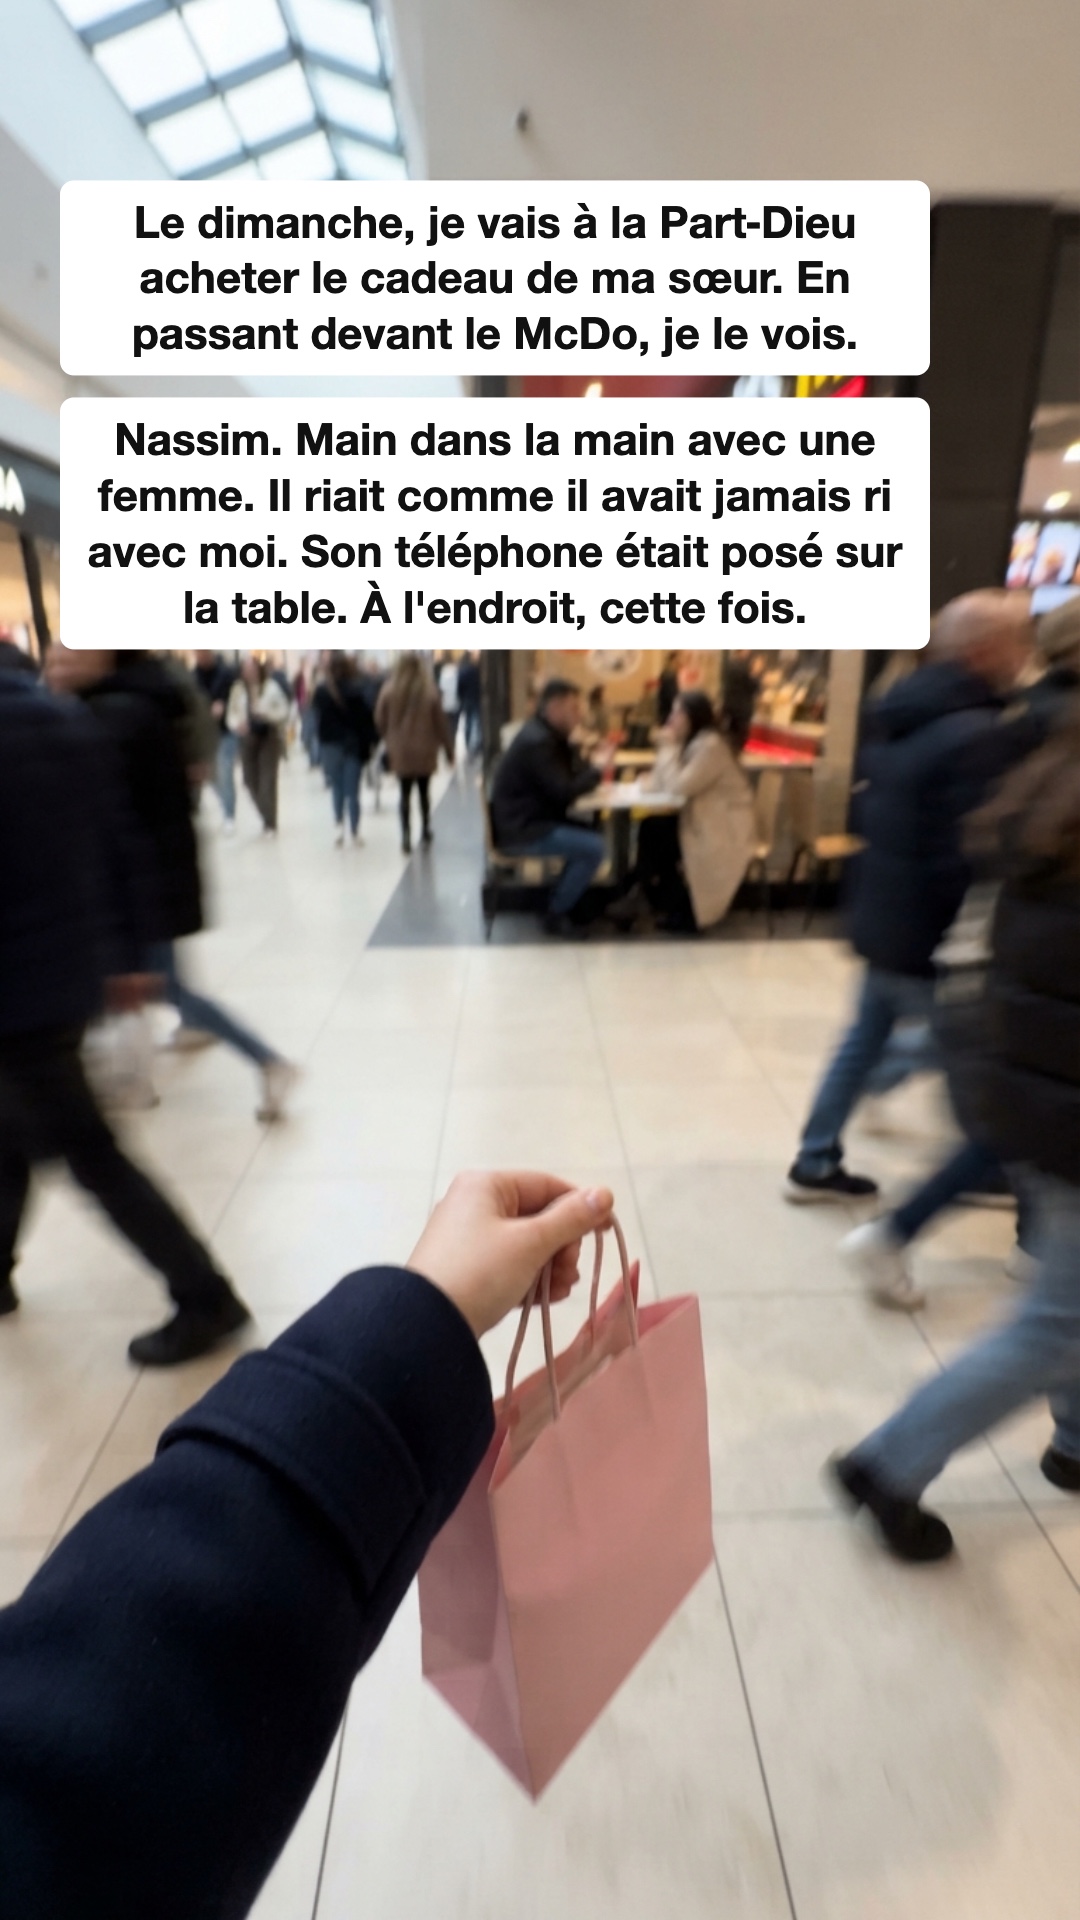 Le dimanche, je vais à la Part-Dieu
acheter le cadeau de ma sœur. En
passant devant le McDo, je le vois.
Nassim. Main dans la main avec une
femme. Il riait comme il avait jamais ri
avec moi. Son téléphone était posé sur
la table. À l'endroit, cette fois.